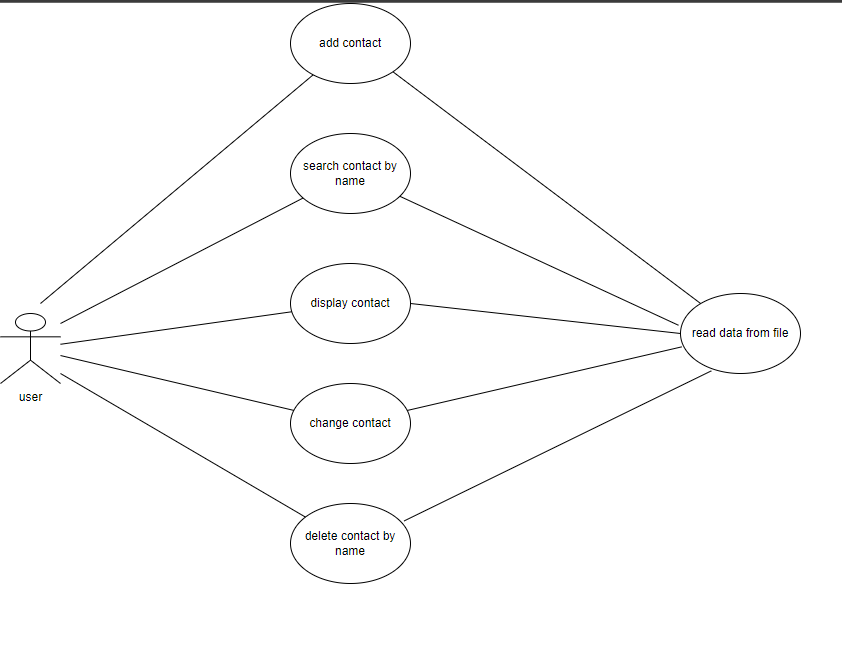 add contact
search contact by
name
display contact
read data from file
user
change contact
delete contact by
name